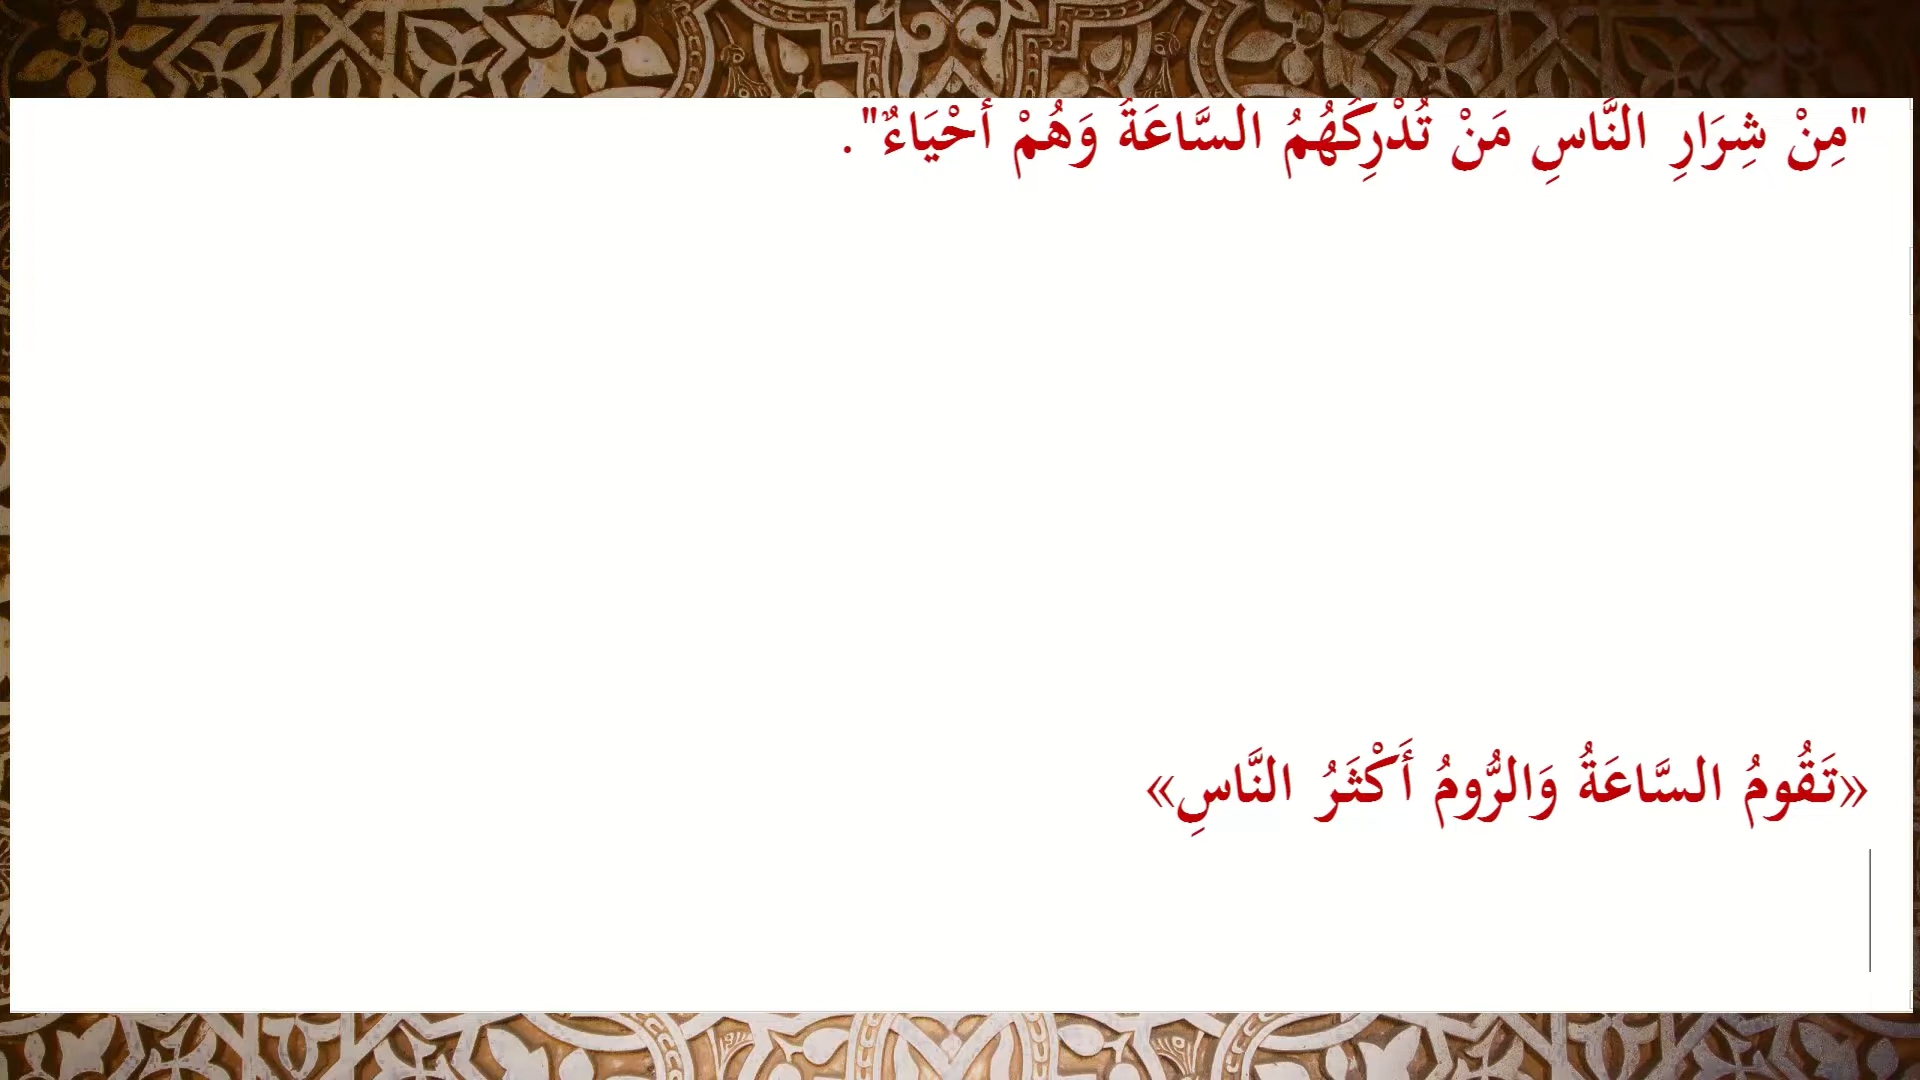 "مِنْ شِرَارِ النَّاسِ مَنْ تُدْرِكُهُمُ السَّاعَةُ وَهُمْ أَحْيَاءٌ".
«تَقُومُ السَّاعَةُ وَالرُّومُ أَكْثَرُ النَّاسِ»